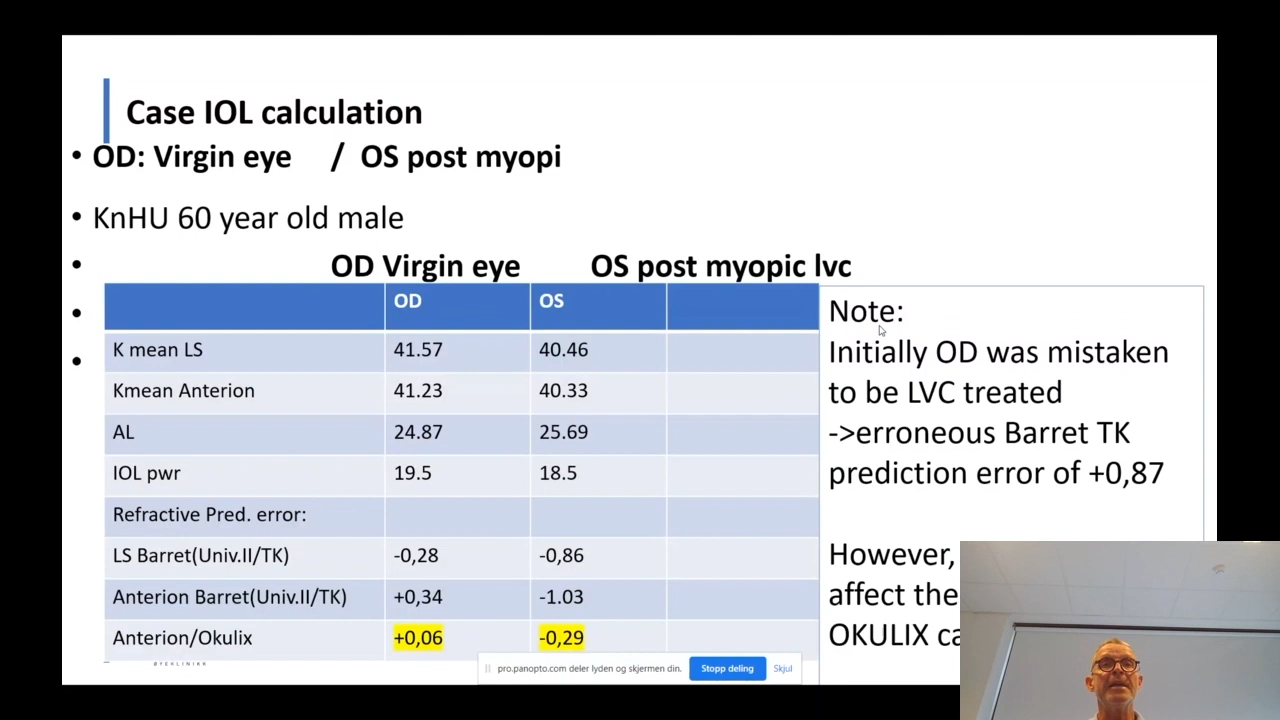 Case IOL calculation
• OD: Virgin eye / OS post myopi
• KnHU 60 year old male
OD Virgin eye OS post myopic lvc
OD OS
K mean LS 41.57 40.46
Kmean Anterion 41.23 40.33
AL 24.87 25.69
IOL pwr 19.5 18.5
Refractive Pred. error:
LS Barret(Univ.II/TK) -0,28 -0,86
Anterion Barret(Univ.II/TK) +0,34 -1.03
Anterion/Okulix +0,06 -0,29
Note:
Initially OD was mistaken
to be LVC treated
->erroneous Barret TK
prediction error of +0,87
However,
affect the
OKULIX ca
ØYEKLINIKK
pro.panopto.com deler lyden og skjermen din. Stopp deling Skjul